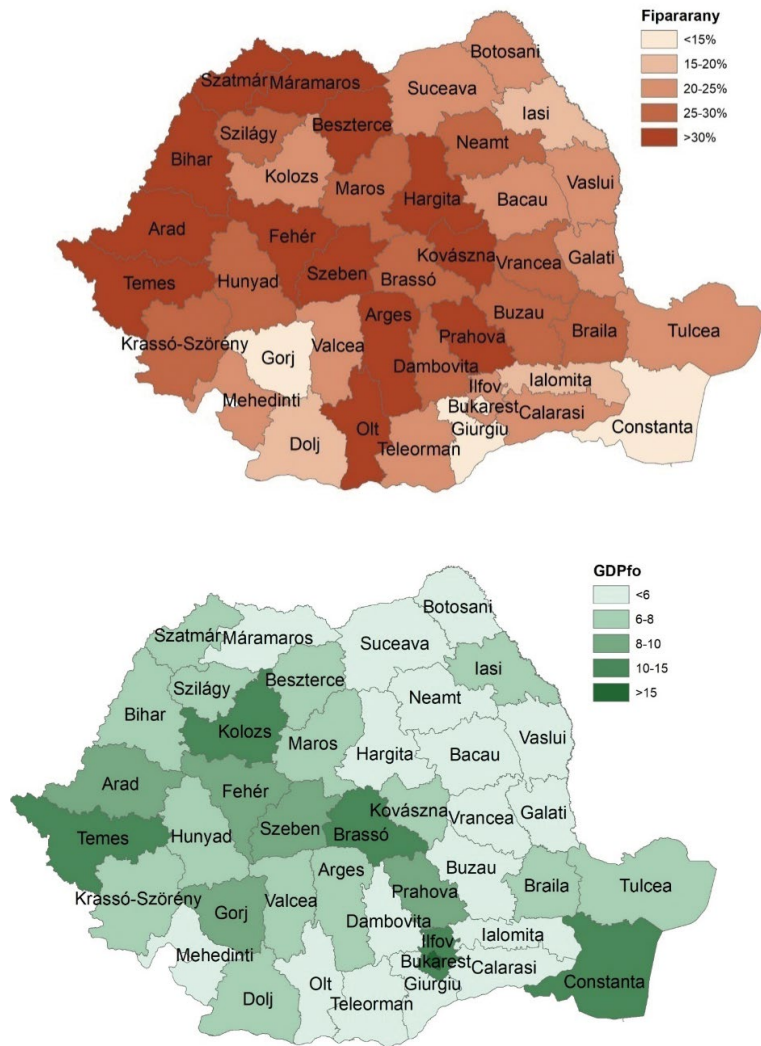 Fipararany
<15%
15-20%
20-25%
25-30%
>30%
Botosani
Szatmár
Máramaros
Suceava
Iasi
Beszterce
Szilágy
Neamt
Bihar
Kolozs
Maros
Hargita
Bacau
Vaslui
Arad
Fehér
Kovászna
Galati
Temes
Hunyad
Szeben
Brassó
Vrancea
Arges
Buzau
Braila
Tulcea
Krassó-Szörény
Gorj
Valcea
Prahova
Dambovita
Ilfov
Ialomita
Mehedinti
Bukarest
Calarasi
Dolj
Olt
Teleorman
Giurgiu
Constanta
GDPfo
<6
6-8
8-10
10-15
>15
Botosani
Szatmár
Máramaros
Suceava
Iasi
Szilágy
Beszterce
Neamt
Bihar
Kolozs
Maros
Hargita
Bacau
Vaslui
Arad
Fehér
Kovászna
Galati
Temes
Hunyad
Szeben
Brassó
Vrancea
Arges
Buzau
Krassó-Szörény
Gorj
Valcea
Prahova
Braila
Tulcea
Dambovita
Ilfov
Ialomita
Mehedinti
Bukarest
Calarasi
Constanta
Dolj
Olt
Teleorman
Giurgiu